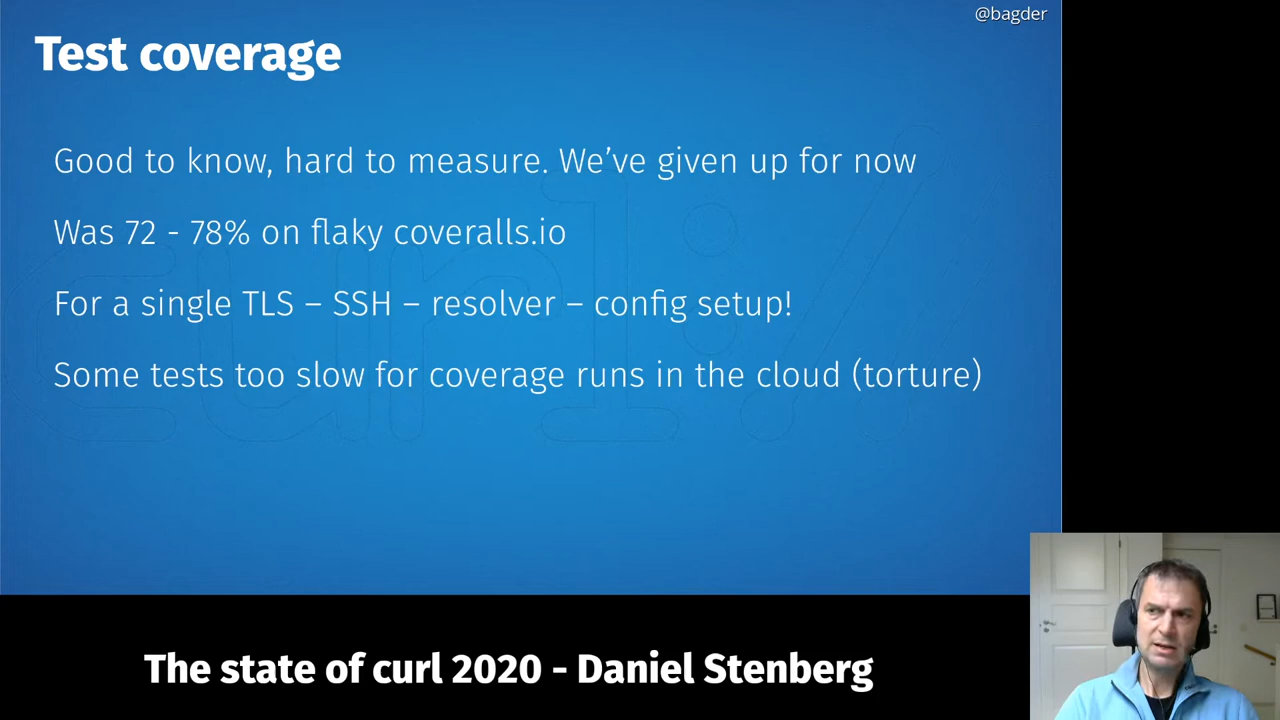 @bagder
Test coverage
Good to know, hard to measure. We’ve given up for now
Was 72 - 78% on flaky coveralls.io
For a single TLS – SSH – resolver – config setup!
Some tests too slow for coverage runs in the cloud (torture)
The state of curl 2020 - Daniel Stenberg